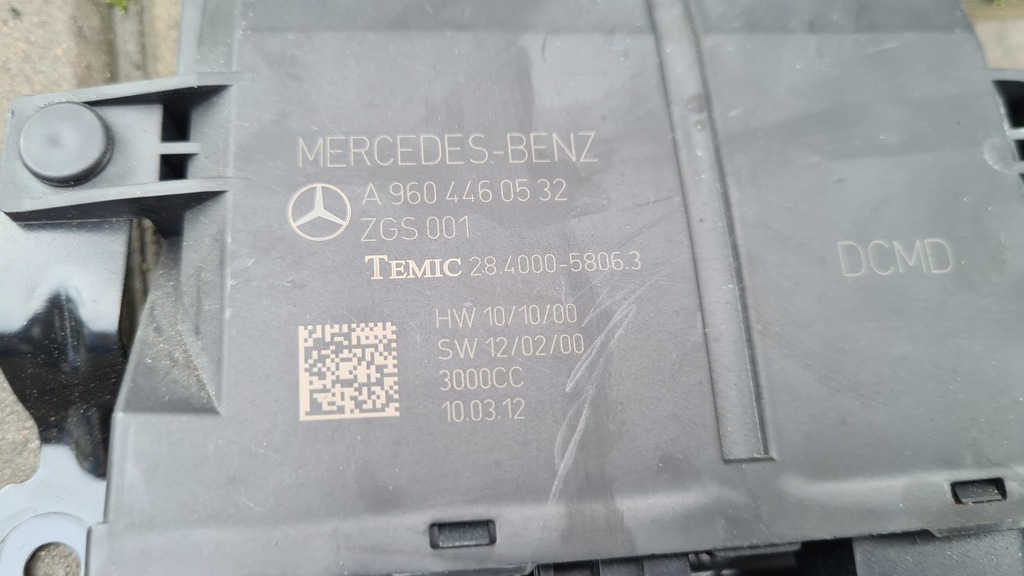 MERCEDES-BENZ
A 960 446 05 32
ZGS 001
TEMIC 28.4000-5806.3
DCMD
HW 10/10/00
SW 12/02/00
3000CC
10.03.12